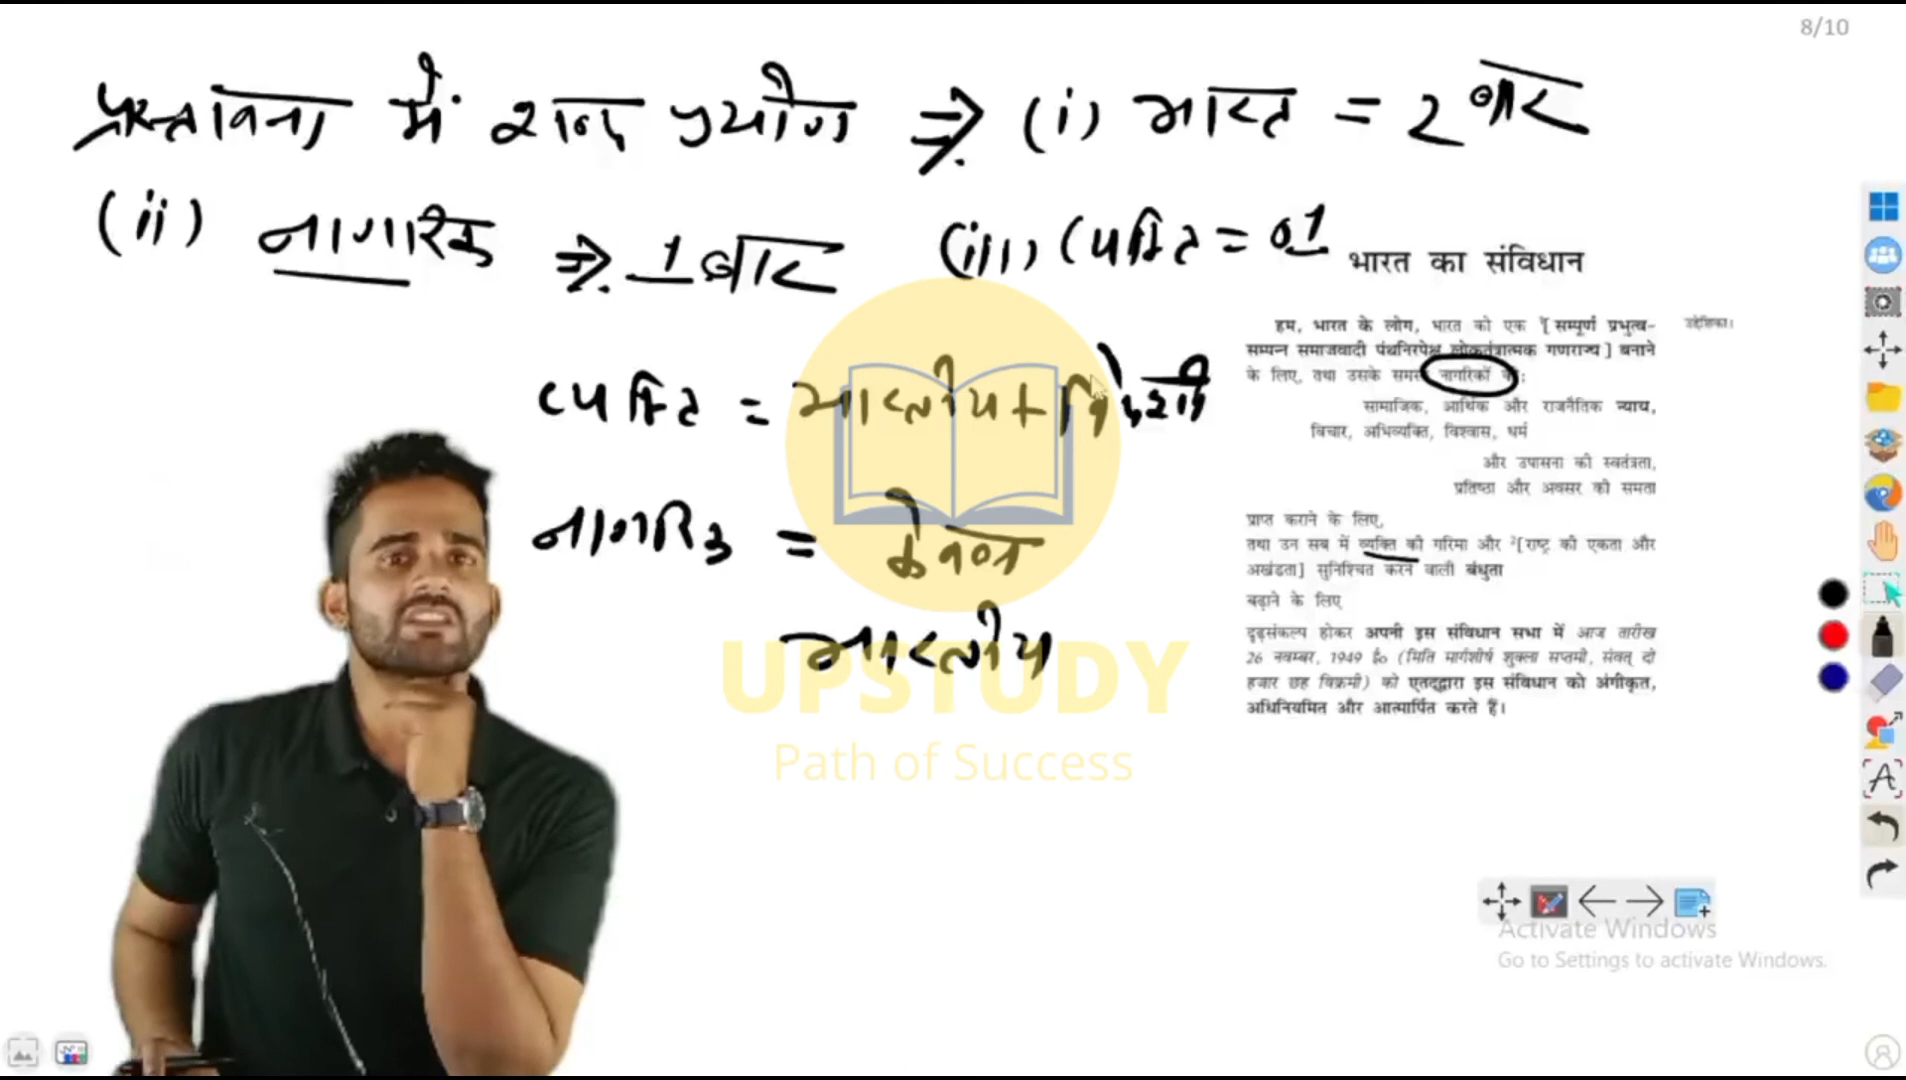 8/10
प्रस्तावना में शब्द प्रयोग ⇒ (i) भारत = 2 बार
(ii) नागरिक ⇒ 1 बार (iii) व्यक्ति = 01
व्यक्ति = भारतीय + विदेशी
नागरिक = केवल
भारतीय
भारत का संविधान
उद्देशिका।
हम, भारत के लोग, भारत को एक ¹[सम्पूर्ण प्रभुत्व-
सम्पन्न समाजवादी पंथनिरपेक्ष लोकतंत्रात्मक गणराज्य] बनाने
के लिए, तथा उसके समस्त नागरिकों को:
सामाजिक, आर्थिक और राजनैतिक न्याय,
विचार, अभिव्यक्ति, विश्वास, धर्म
और उपासना की स्वतंत्रता,
प्रतिष्ठा और अवसर की समता
प्राप्त कराने के लिए,
तथा उन सब में व्यक्ति की गरिमा और ²[राष्ट्र की एकता और
अखंडता] सुनिश्चित करने वाली बंधुता
बढ़ाने के लिए
दृढ़संकल्प होकर अपनी इस संविधान सभा में आज तारीख
26 नवम्बर, 1949 ई० (मिति मार्गशीर्ष शुक्ला सप्तमी, संवत् दो
हजार छह विक्रमी) को एतद्द्वारा इस संविधान को अंगीकृत,
अधिनियमित और आत्मार्पित करते हैं।
UPSTUDY
Path of Success
Activate Windows
Go to Settings to activate Windows.